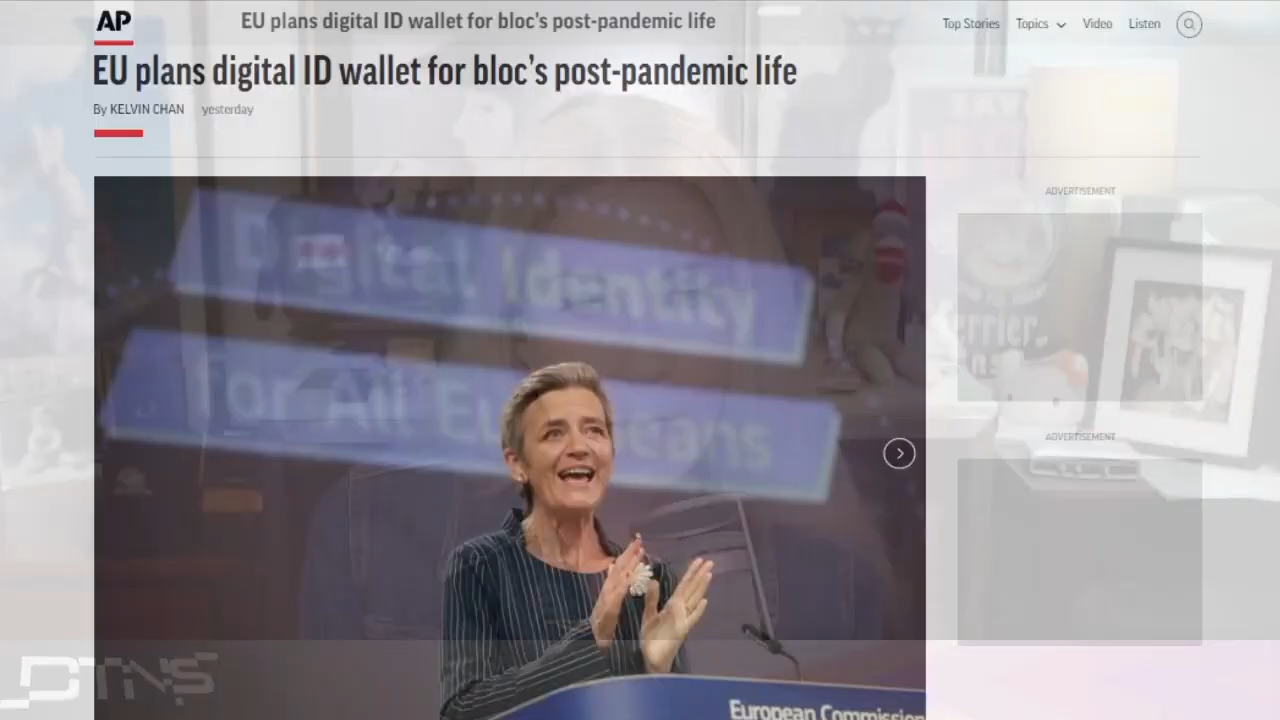 AP
EU plans digital ID wallet for bloc's post-pandemic life
Top Stories
Topics
Video
Listen
EU plans digital ID wallet for bloc's post-pandemic life
By KELVIN CHAN yesterday
ADVERTISEMENT
Digital Identity
For All Europeans
errier.
ADVERTISEMENT
DTNS
European Commission